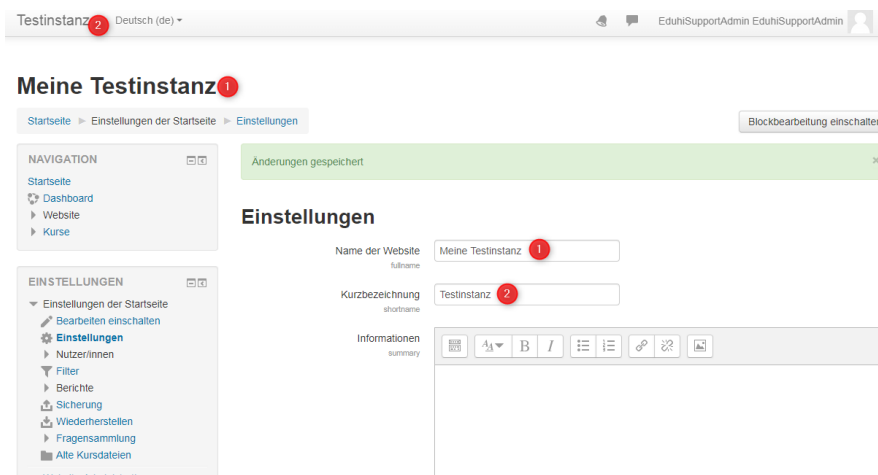 Testinstanz 2 Deutsch (de)
EduhiSupportAdmin EduhiSupportAdmin
Meine Testinstanz 1
Startseite Einstellungen der Startseite Einstellungen
Blockbearbeitung einschalten
NAVIGATION
Startseite
Dashboard
Website
Kurse
EINSTELLUNGEN
Einstellungen der Startseite
Bearbeiten einschalten
Einstellungen
Nutzer/innen
Filter
Berichte
Sicherung
Wiederherstellen
Fragensammlung
Alte Kursdateien
Änderungen gespeichert ×
Einstellungen
Name der Website Meine Testinstanz 1
fullname
Kurzbezeichnung Testinstanz 2
shortname
Informationen
summary
B I